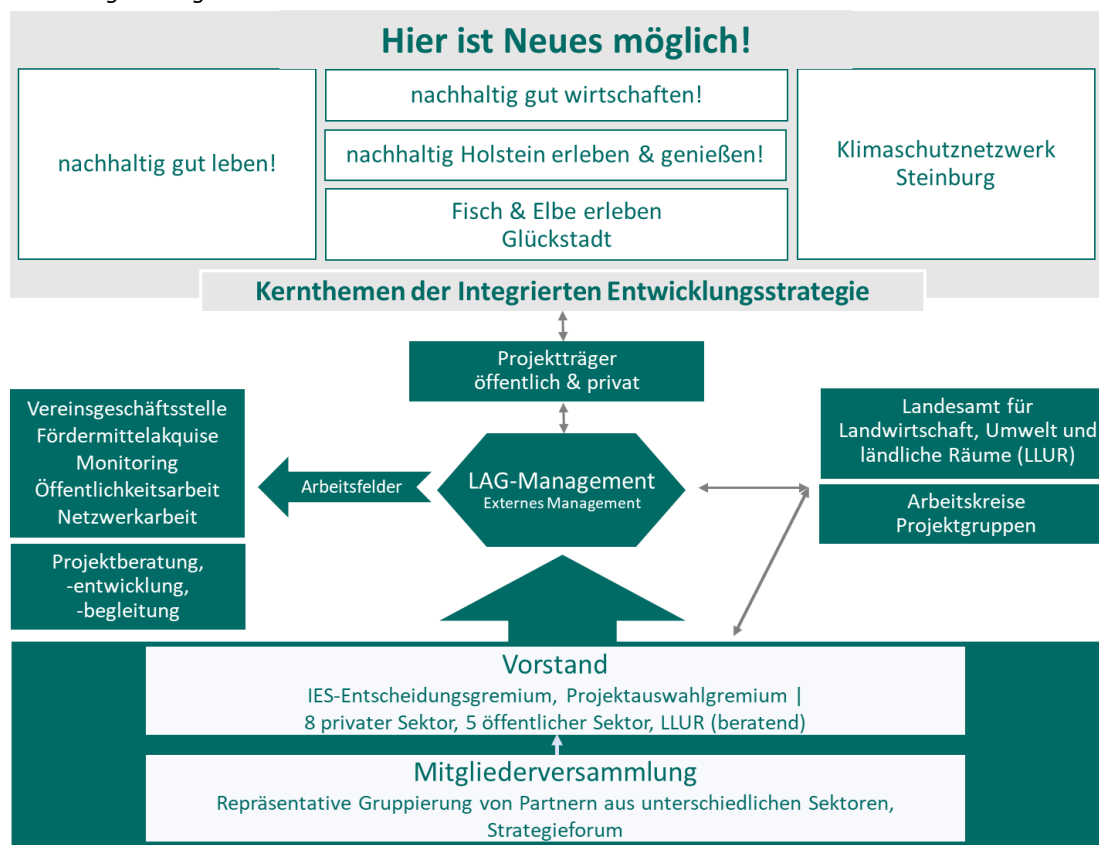 Hier ist Neues möglich!
nachhaltig gut leben!
nachhaltig gut wirtschaften!
nachhaltig Holstein erleben & genießen!
Fisch & Elbe erleben
Glückstadt
Klimaschutznetzwerk
Steinburg
Kernthemen der Integrierten Entwicklungsstrategie
Projektträger
öffentlich & privat
Vereinsgeschäftsstelle
Fördermittelakquise
Monitoring
Öffentlichkeitsarbeit
Netzwerkarbeit
Projektberatung,
-entwicklung,
-begleitung
Arbeitsfelder
LAG-Management
Externes Management
Landesamt für
Landwirtschaft, Umwelt und
ländliche Räume (LLUR)
Arbeitskreise
Projektgruppen
Vorstand
IES-Entscheidungsgremium, Projektauswahlgremium |
8 privater Sektor, 5 öffentlicher Sektor, LLUR (beratend)
Mitgliederversammlung
Repräsentative Gruppierung von Partnern aus unterschiedlichen Sektoren,
Strategieforum